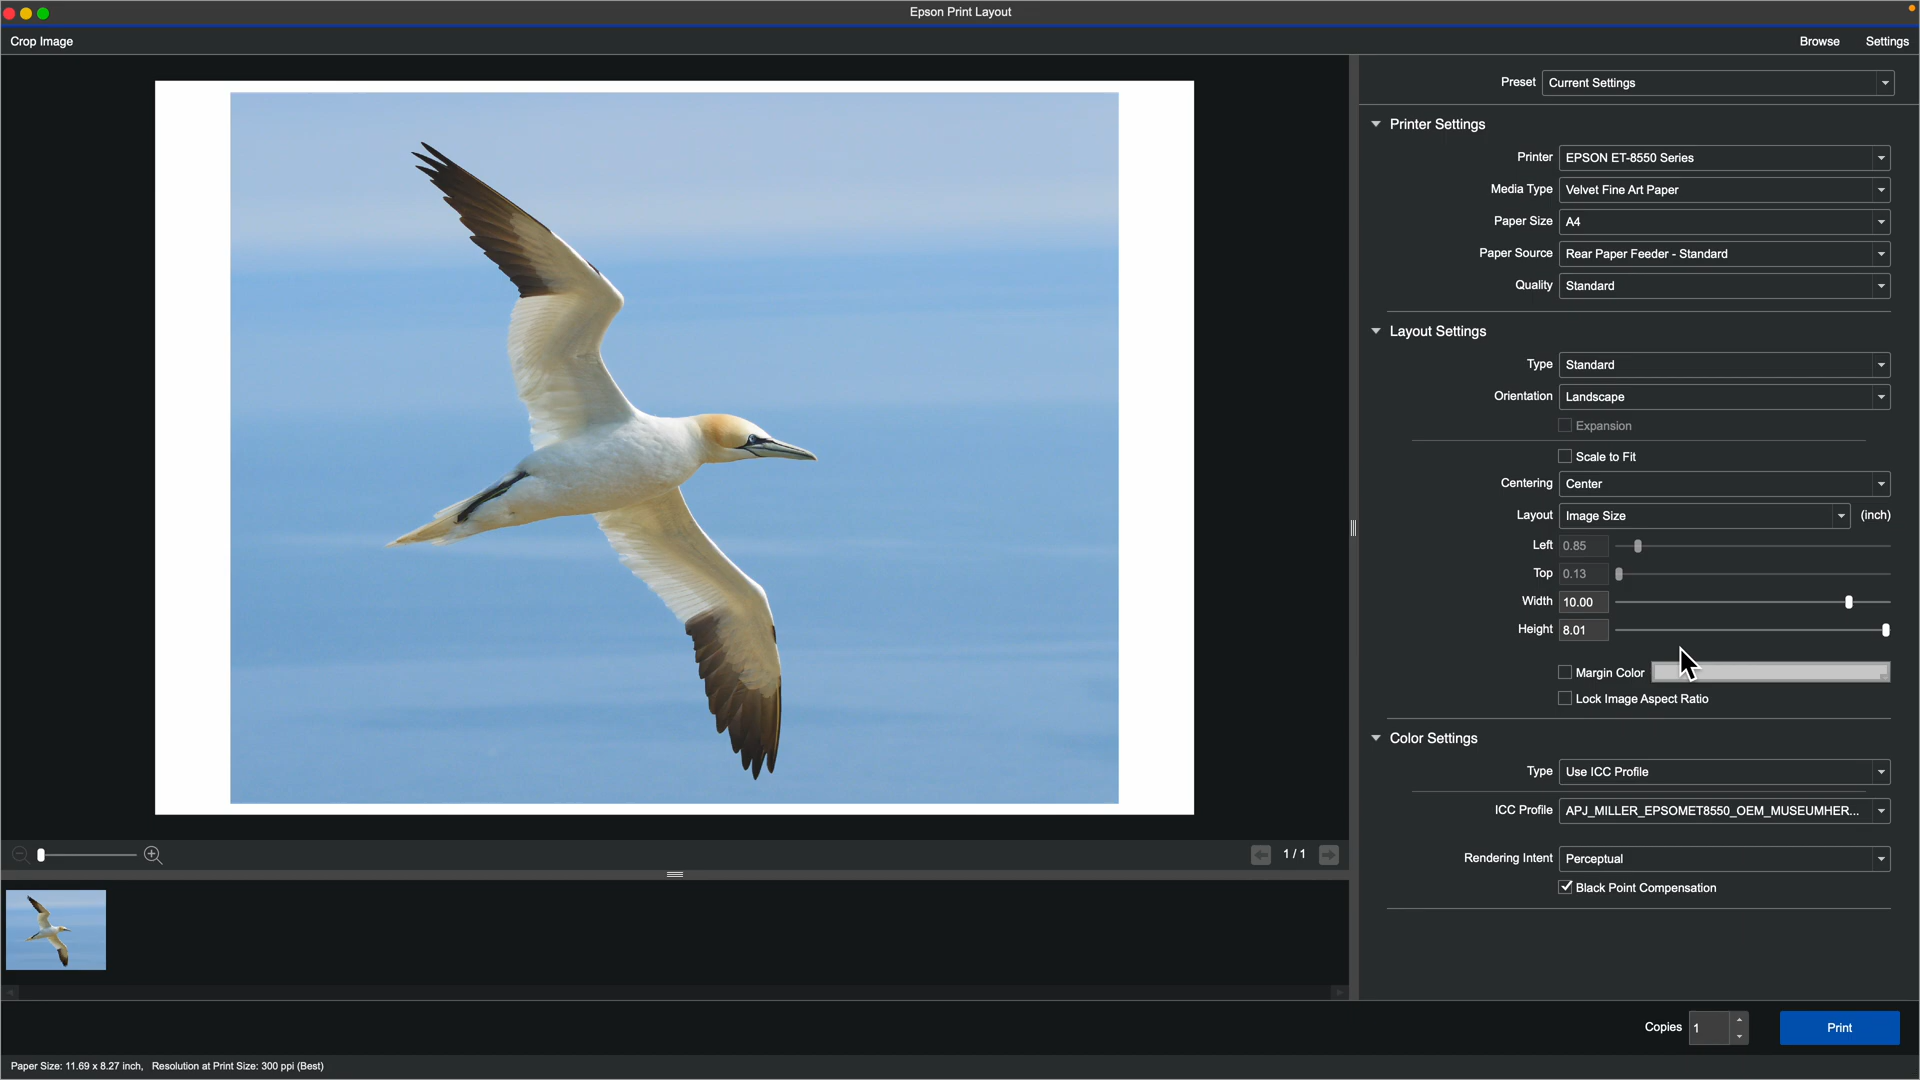 Epson Print Layout
Crop Image
Browse Settings
Preset Current Settings
Printer Settings
Printer EPSON ET-8550 Series
Media Type Velvet Fine Art Paper
Paper Size A4
Paper Source Rear Paper Feeder - Standard
Quality Standard
Layout Settings
Type Standard
Orientation Landscape
Expansion
Scale to Fit
Centering Center
Layout Image Size (inch)
Left 0.85
Top 0.13
Width 10.00
Height 8.01
Margin Color
Lock Image Aspect Ratio
Color Settings
Type Use ICC Profile
ICC Profile APJ_MILLER_EPSOMET8550_OEM_MUSEUMHER...
Rendering Intent Perceptual
Black Point Compensation
1 / 1
Copies 1
Print
Paper Size: 11.69 x 8.27 inch, Resolution at Print Size: 300 ppi (Best)